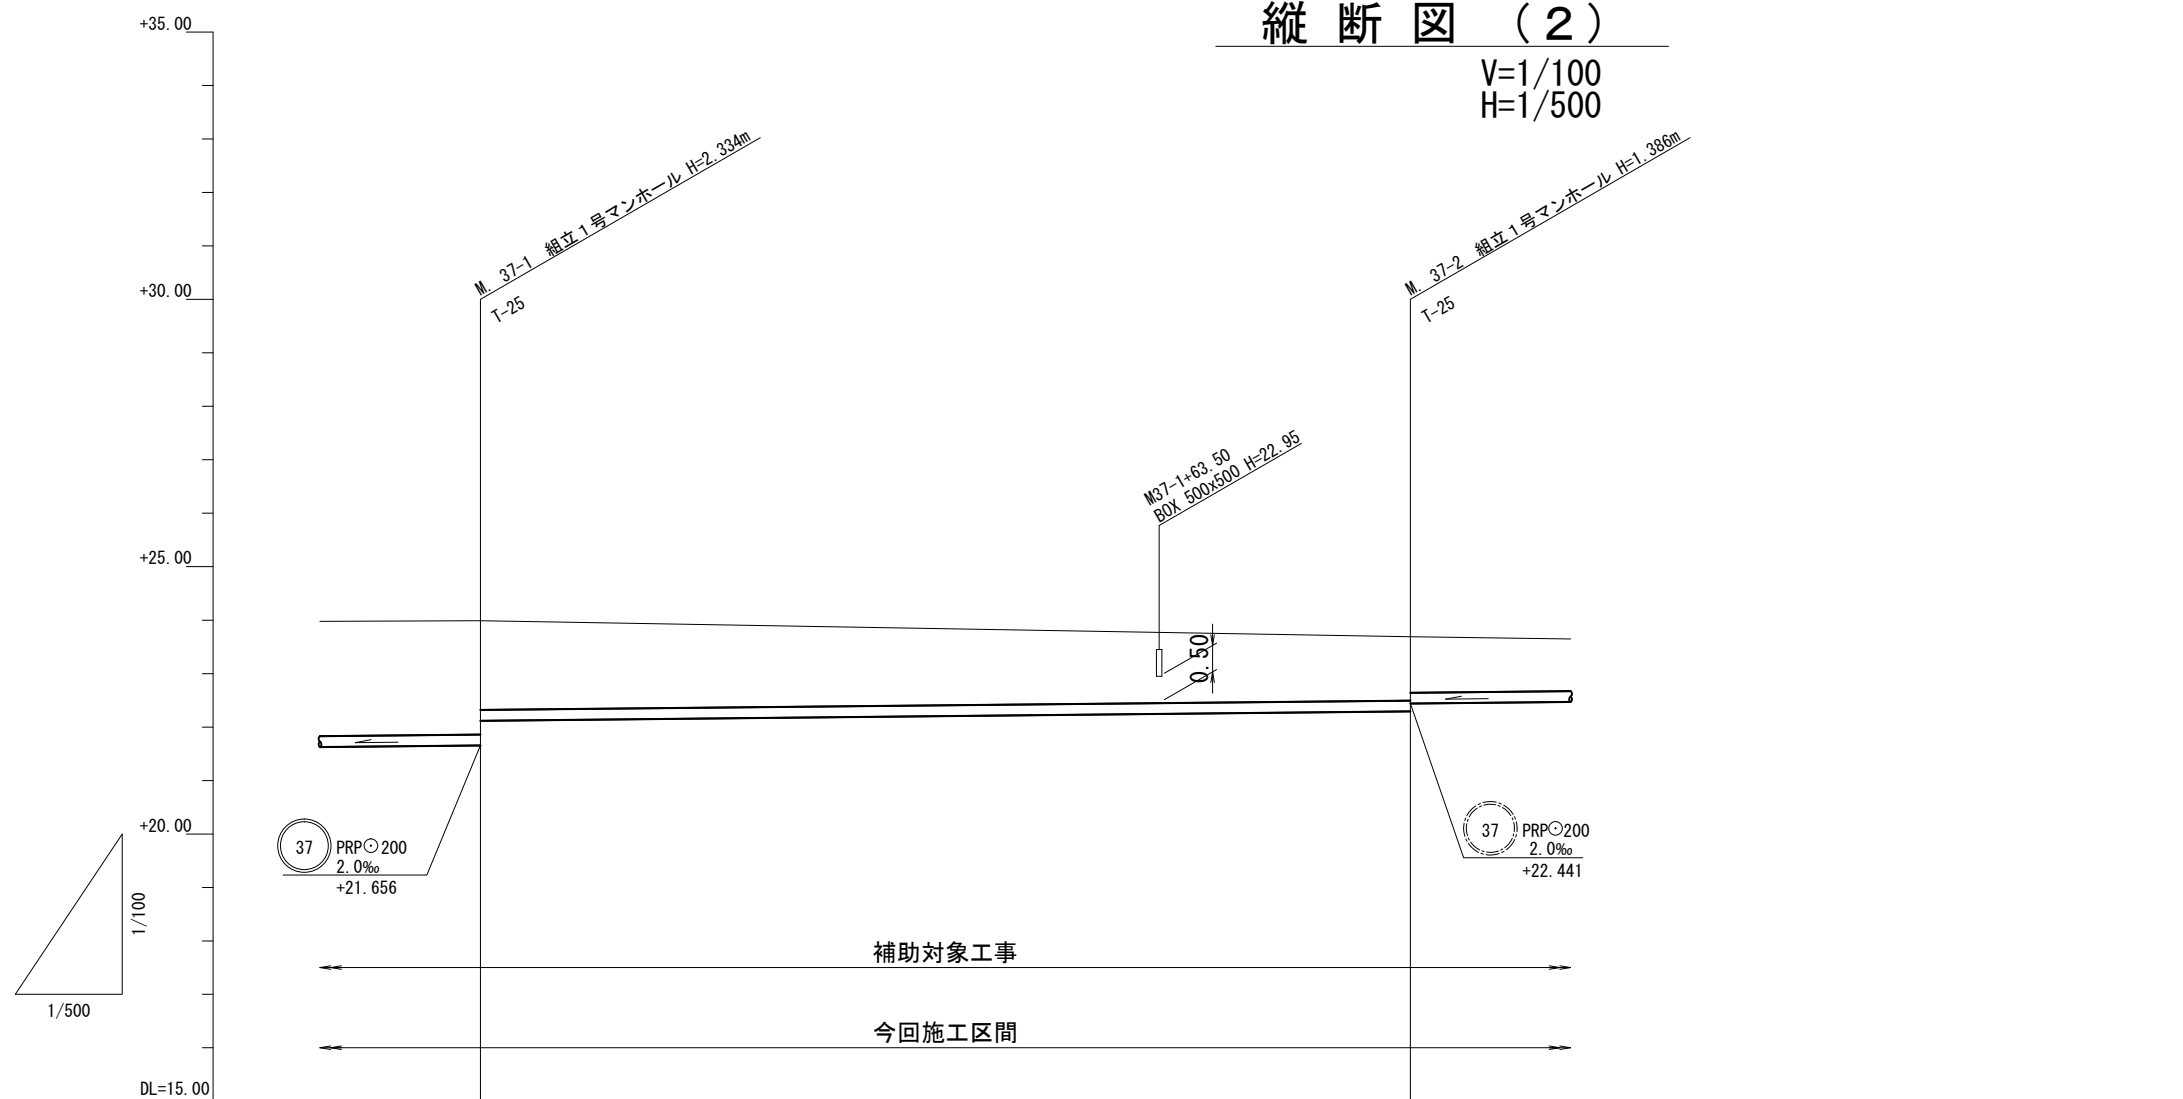 縦断図（２）
V=1/100
H=1/500
+35.00
+30.00
+25.00
+20.00
DL=15.00
M. 37-1 組立１号マンホール H=2.334m
T-25
M. 37-2 組立１号マンホール H=1.386m
T-25
M37-1+63.50
BOX 500x500 H=22.95
0.50
37 PRP⊙200
2.0‰
+21.656
37 PRP⊙200
2.0‰
+22.441
1/100
1/500
補助対象工事
今回施工区間